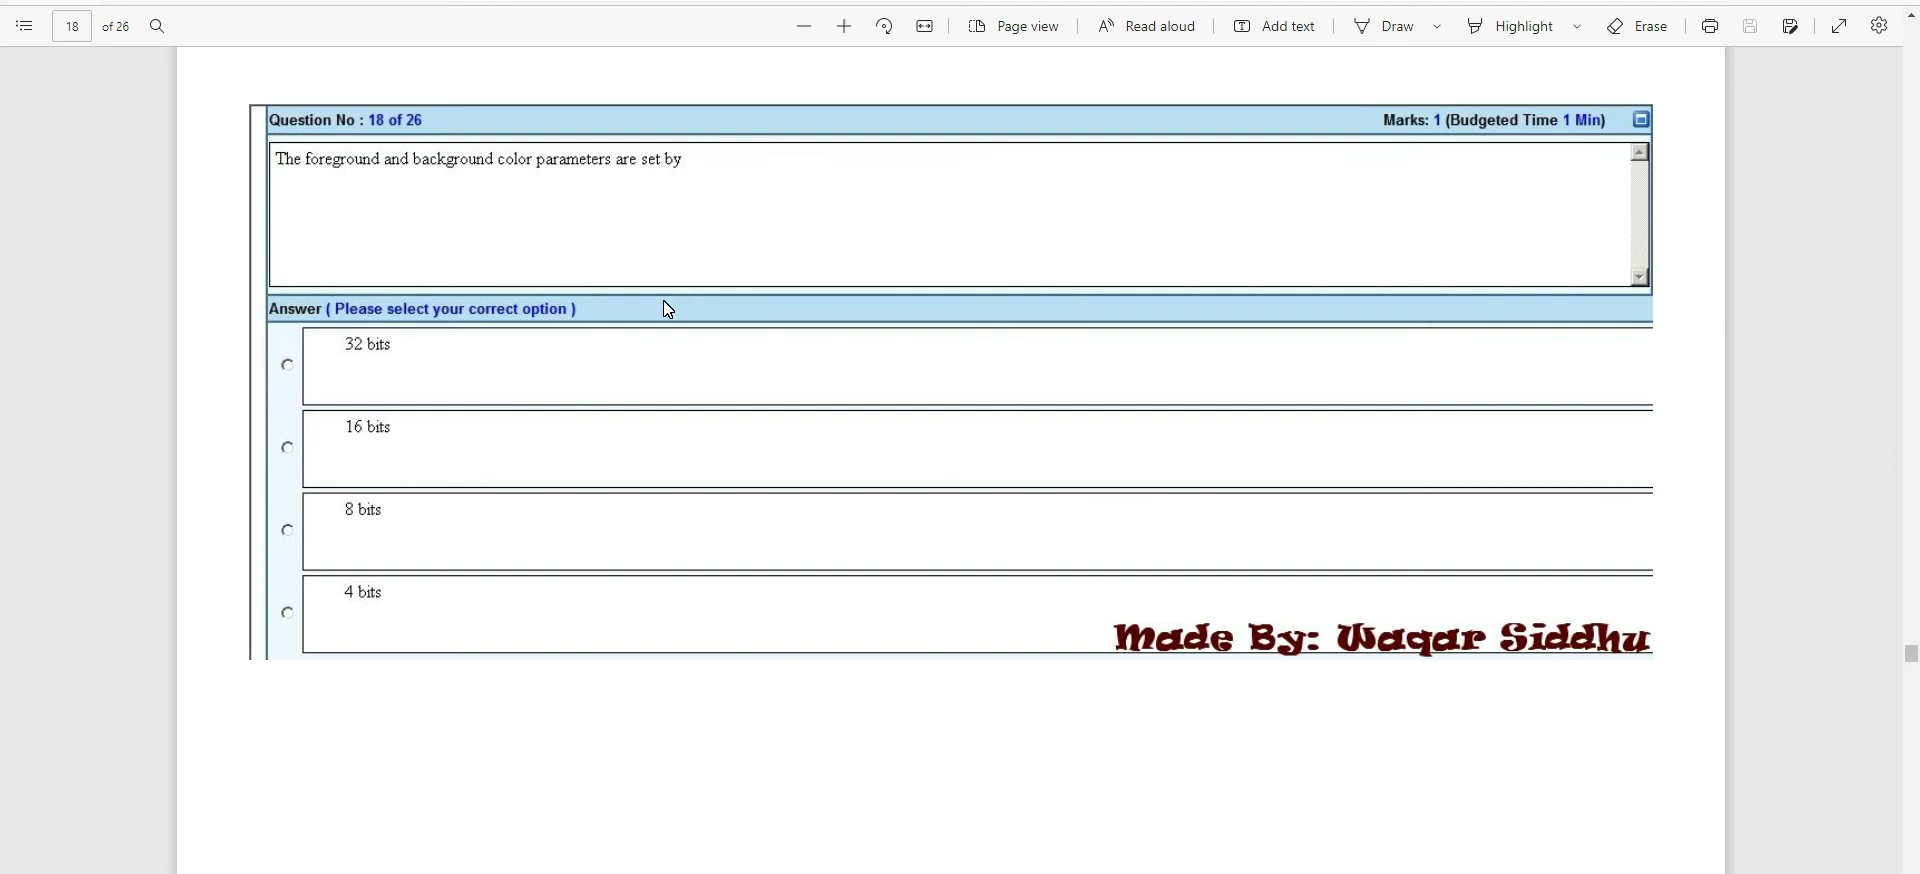 18 of 26 Page view Read aloud Add text Draw Highlight Erase
Question No : 18 of 26 Marks: 1 (Budgeted Time 1 Min)
The foreground and background color parameters are set by
Answer ( Please select your correct option )
32 bits
16 bits
8 bits
4 bits
Made By: Waqar Siddhu